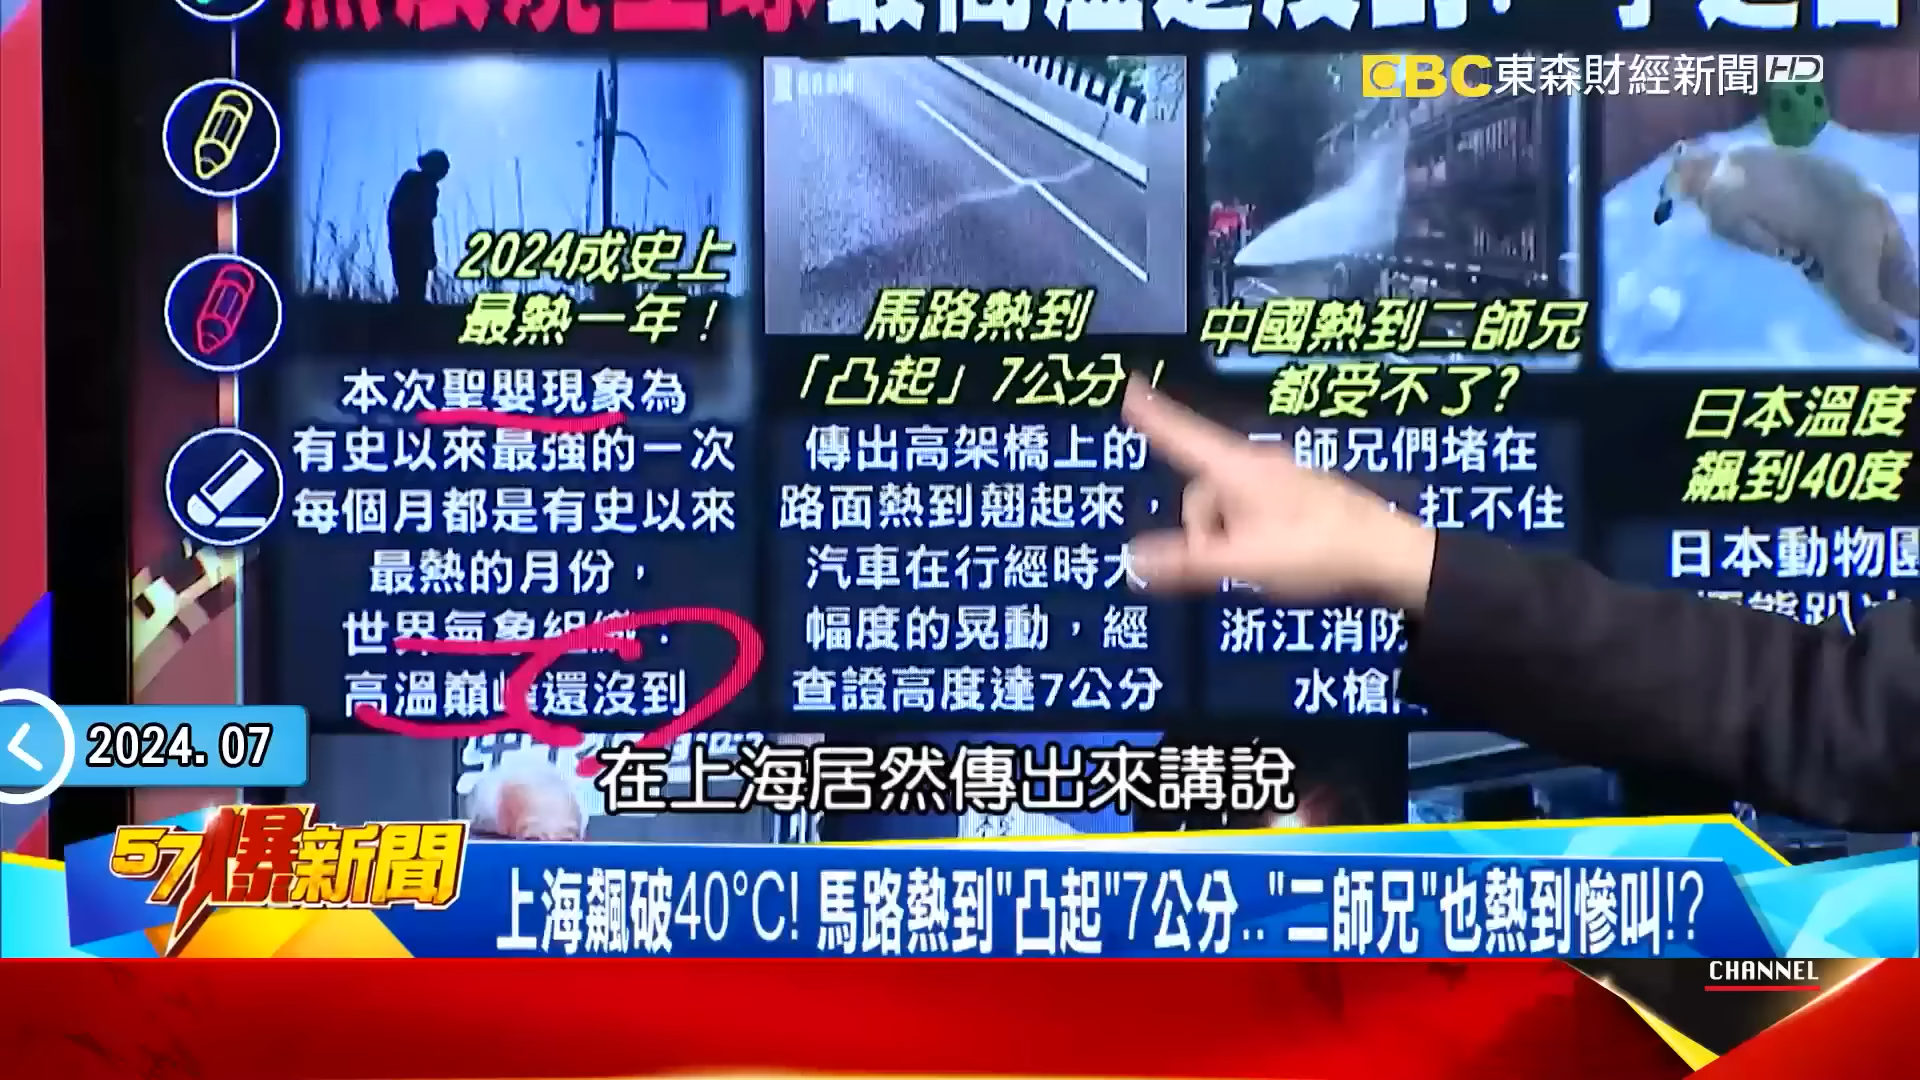 EBC東森財經新聞HD
2024成史上
最熱一年！
本次聖嬰現象為
有史以來最強的一次
每個月都是有史以來
最熱的月份，
世界氣象組織：
高溫巔峰還沒到
馬路熱到
「凸起」7公分！
傳出高架橋上的
路面熱到翹起來，
汽車在行經時大
幅度的晃動，經
查證高度達7公分
中國熱到二師兄
都受不了？
二師兄們堵在
，扛不住
浙江消防
水槍
日本溫度
飆到40度
日本動物園
2024.07
在上海居然傳出來講說
57爆新聞
上海飆破40°C! 馬路熱到"凸起"7公分.."二師兄"也熱到慘叫!?
CHANNEL